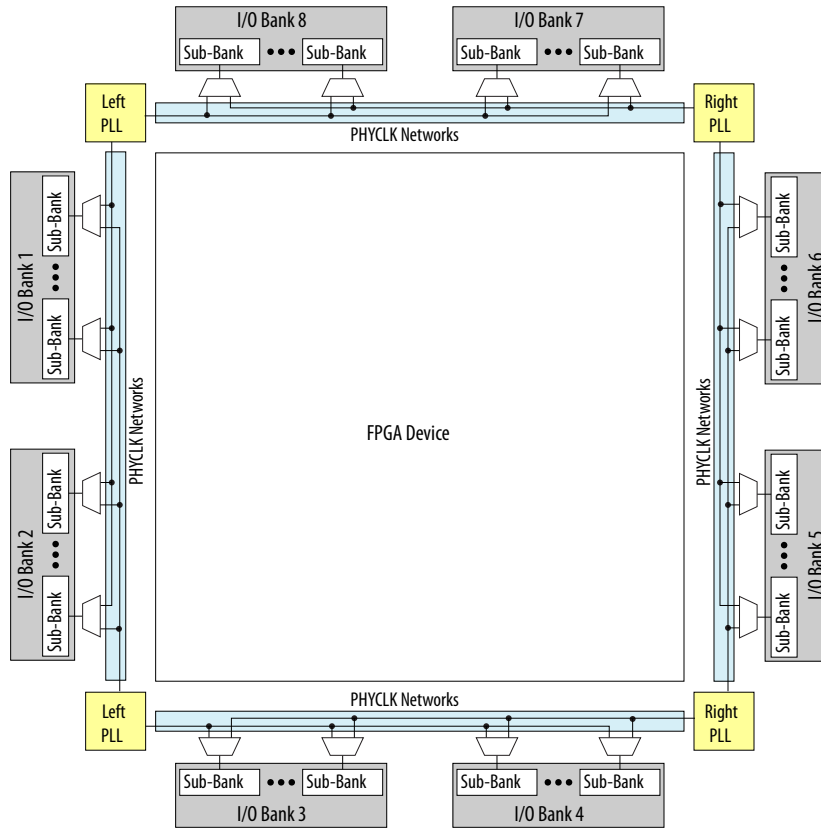 I/O Bank 8
I/O Bank 7
Sub-Bank ••• Sub-Bank
Sub-Bank ••• Sub-Bank
Left
PLL
Right
PLL
PHYCLK Networks
I/O Bank 1
Sub-Bank ••• Sub-Bank
PHYCLK Networks
I/O Bank 2
Sub-Bank ••• Sub-Bank
FPGA Device
PHYCLK Networks
Sub-Bank ••• Sub-Bank
I/O Bank 6
Sub-Bank ••• Sub-Bank
I/O Bank 5
PHYCLK Networks
Left
PLL
Right
PLL
Sub-Bank ••• Sub-Bank
Sub-Bank ••• Sub-Bank
I/O Bank 3
I/O Bank 4